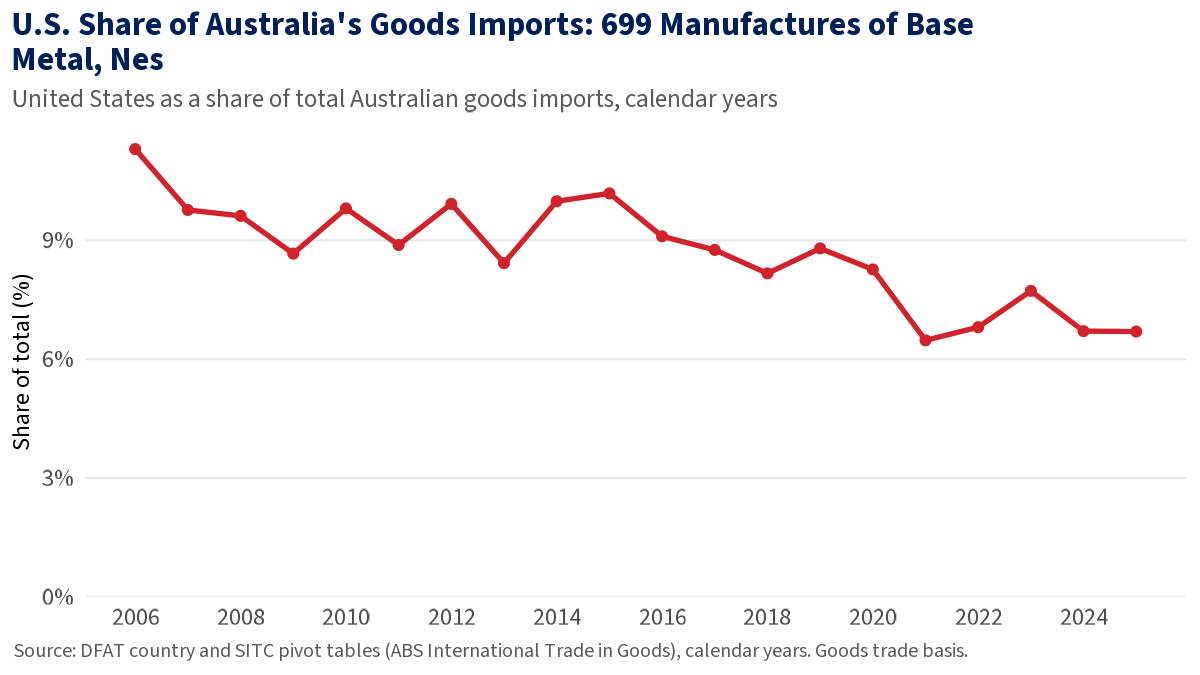 U.S. Share of Australia's Goods Imports: 699 Manufactures of Base
Metal, Nes
United States as a share of total Australian goods imports, calendar years
Share of total (%)
9%
6%
3%
0%
2006 2008 2010 2012 2014 2016 2018 2020 2022 2024
Source: DFAT country and SITC pivot tables (ABS International Trade in Goods), calendar years. Goods trade basis.